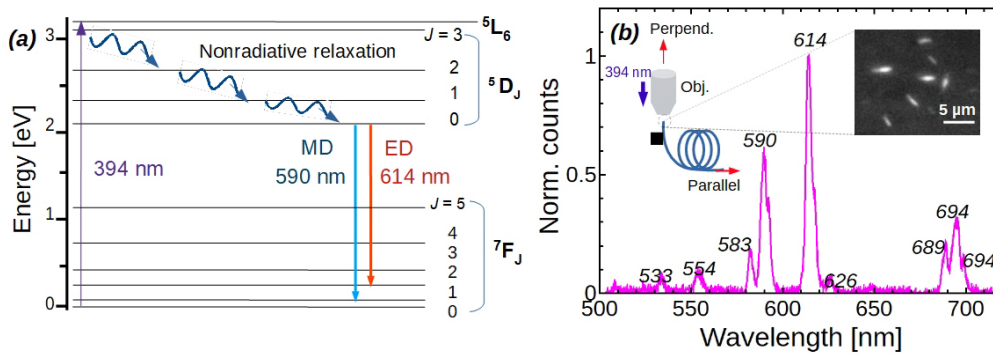 (a)
Energy [eV]
3
2
1
0
Nonradiative relaxation
394 nm
MD
590 nm
ED
614 nm
⁵L₆
J = 3
2
1
0
⁵D_J
J = 5
4
3
2
1
0
⁷F_J
(b)
Norm. counts
1
0.5
0
500
550
600
650
700
Wavelength [nm]
Perpend.
394 nm
Obj.
Parallel
5 µm
533
554
583
590
614
626
689
694
694